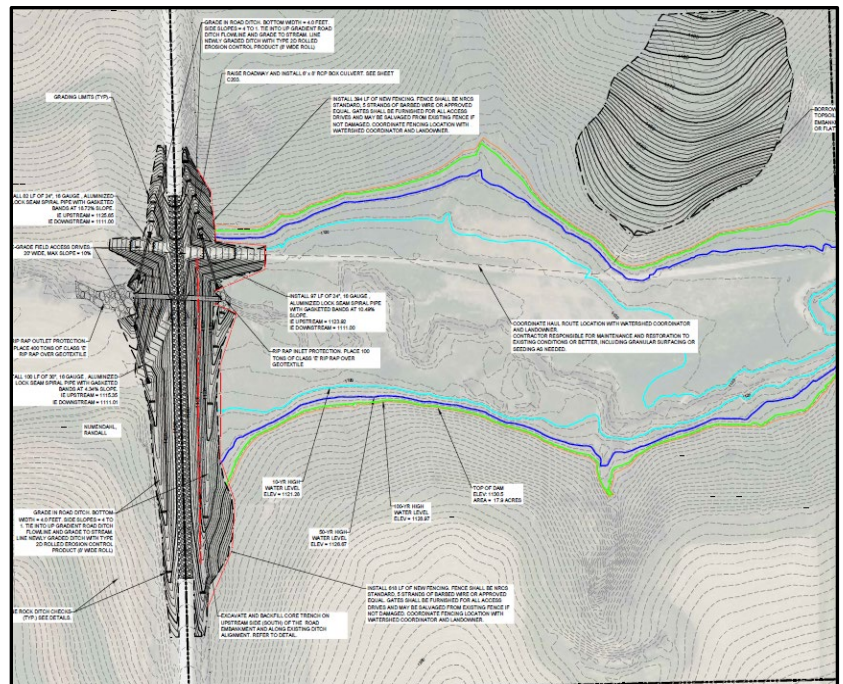 GRADE IN ROAD DITCH. BOTTOM WIDTH = 4.0 FEET.
SIDE SLOPES = 4 TO 1. TIE INTO UP GRADIENT ROAD
DITCH FLOWLINE AND GRADE TO STREAM. LINE
NEWLY GRADED DITCH WITH TYPE 2D ROLLED
EROSION CONTROL PRODUCT (8' WIDE ROLL)
RAISE ROADWAY AND INSTALL 6' x 8' RCP BOX CULVERT. SEE SHEET
GRADING LIMITS (TYP)
INSTALL 394 LF OF NEW FENCING. FENCE SHALL BE NRCS
STANDARD, 5 STRANDS OF BARBED WIRE OR APPROVED
EQUAL. GATES SHALL BE FURNISHED FOR ALL ACCESS
DRIVES AND MAY BE SALVAGED FROM EXISTING FENCE IF
NOT DAMAGED. COORDINATE FENCING LOCATION WITH
WATERSHED COORDINATOR AND LANDOWNER.
BORROW
TOPSOIL
EMBANK
OR FLAT
ALL 82 LF OF 24", 16 GAUGE, ALUMINIZED
LOCK SEAM SPIRAL PIPE WITH GASKETED
BANDS AT 18.72% SLOPE.
IE UPSTREAM = 1125.65
IE DOWNSTREAM = 1111.00
GRADE FIELD ACCESS DRIVES.
20' WIDE, MAX SLOPE = 10%
INSTALL 97 LF OF 24", 16 GAUGE,
ALUMINIZED LOCK SEAM SPIRAL PIPE
WITH GASKETED BANDS AT 10.49%
SLOPE.
IE UPSTREAM = 1123.92
IE DOWNSTREAM = 1111.00
COORDINATE HAUL ROUTE LOCATION WITH WATERSHED COORDINATOR
AND LANDOWNER.
CONTRACTOR RESPONSIBLE FOR MAINTENANCE AND RESTORATION TO
EXISTING CONDITIONS OR BETTER, INCLUDING GRANULAR SURFACING OR
SEEDING AS NEEDED.
RIP RAP OUTLET PROTECTION.
PLACE 400 TONS OF CLASS 'E'
RIP RAP OVER GEOTEXTILE
RIP RAP INLET PROTECTION. PLACE 100
TONS OF CLASS 'E' RIP RAP OVER
GEOTEXTILE
ALL 100 LF OF 30", 16 GAUGE, ALUMINIZED
LOCK SEAM SPIRAL PIPE WITH GASKETED
BANDS AT 4.34% SLOPE.
IE UPSTREAM = 1115.35
IE DOWNSTREAM = 1111.01
NUMENDAHL,
RANDALL
10-YR HIGH
WATER LEVEL
ELEV = 1121.20
TOP OF DAM
ELEV: 1130.5
AREA = 17.9 ACRES
100-YR HIGH
WATER LEVEL
50-YR HIGH
WATER LEVEL
GRADE IN ROAD DITCH. BOTTOM
WIDTH = 4.0 FEET. SIDE SLOPES = 4 TO
1. TIE INTO UP GRADIENT ROAD DITCH
FLOWLINE AND GRADE TO STREAM.
LINE NEWLY GRADED DITCH WITH TYPE
2D ROLLED EROSION CONTROL
PRODUCT (8' WIDE ROLL)
INSTALL 618 LF OF NEW FENCING. FENCE SHALL BE NRCS
STANDARD, 5 STRANDS OF BARBED WIRE OR APPROVED
EQUAL. GATES SHALL BE FURNISHED FOR ALL ACCESS
DRIVES AND MAY BE SALVAGED FROM EXISTING FENCE IF
NOT DAMAGED. COORDINATE FENCING LOCATION WITH
WATERSHED COORDINATOR AND LANDOWNER.
E ROCK DITCH CHECKS
(TYP.) SEE DETAILS.
EXCAVATE AND BACKFILL CORE TRENCH ON
UPSTREAM SIDE (SOUTH) OF THE ROAD
EMBANKMENT AND ALONG EXISTING DITCH
ALIGNMENT. REFER TO DETAIL.